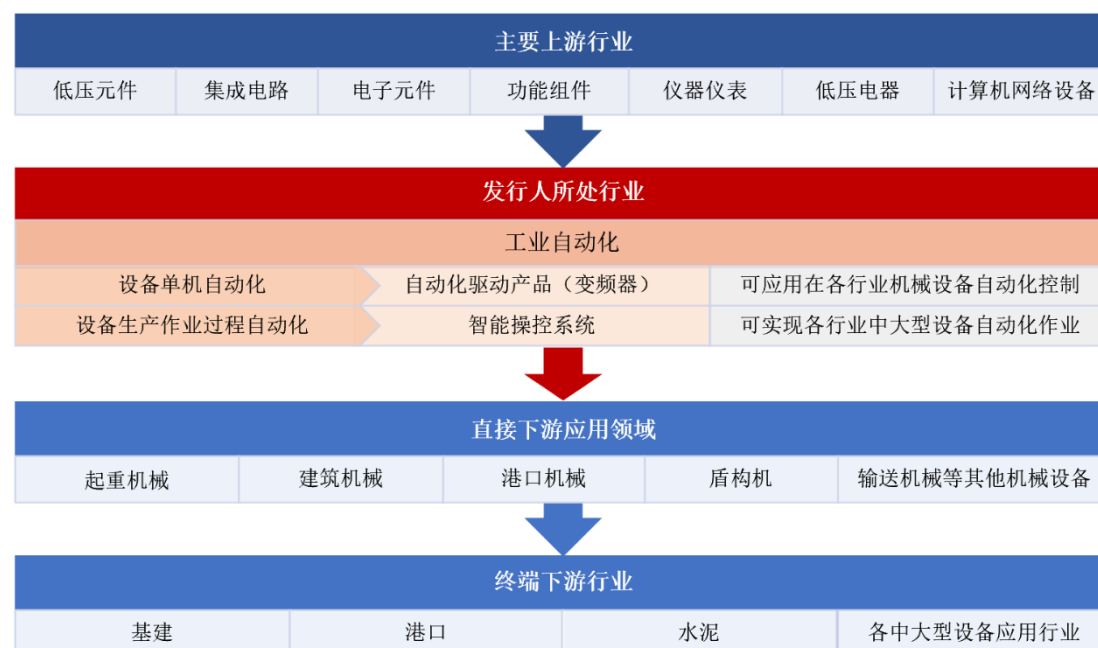 主要上游行业
低压元件 集成电路 电子元件 功能组件 仪器仪表 低压电器 计算机网络设备
发行人所处行业
工业自动化
设备单机自动化 自动化驱动产品（变频器） 可应用在各行业机械设备自动化控制
设备生产作业过程自动化 智能操控系统 可实现各行业中大型设备自动化作业
直接下游应用领域
起重机械 建筑机械 港口机械 盾构机 输送机械等其他机械设备
终端下游行业
基建 港口 水泥 各中大型设备应用行业